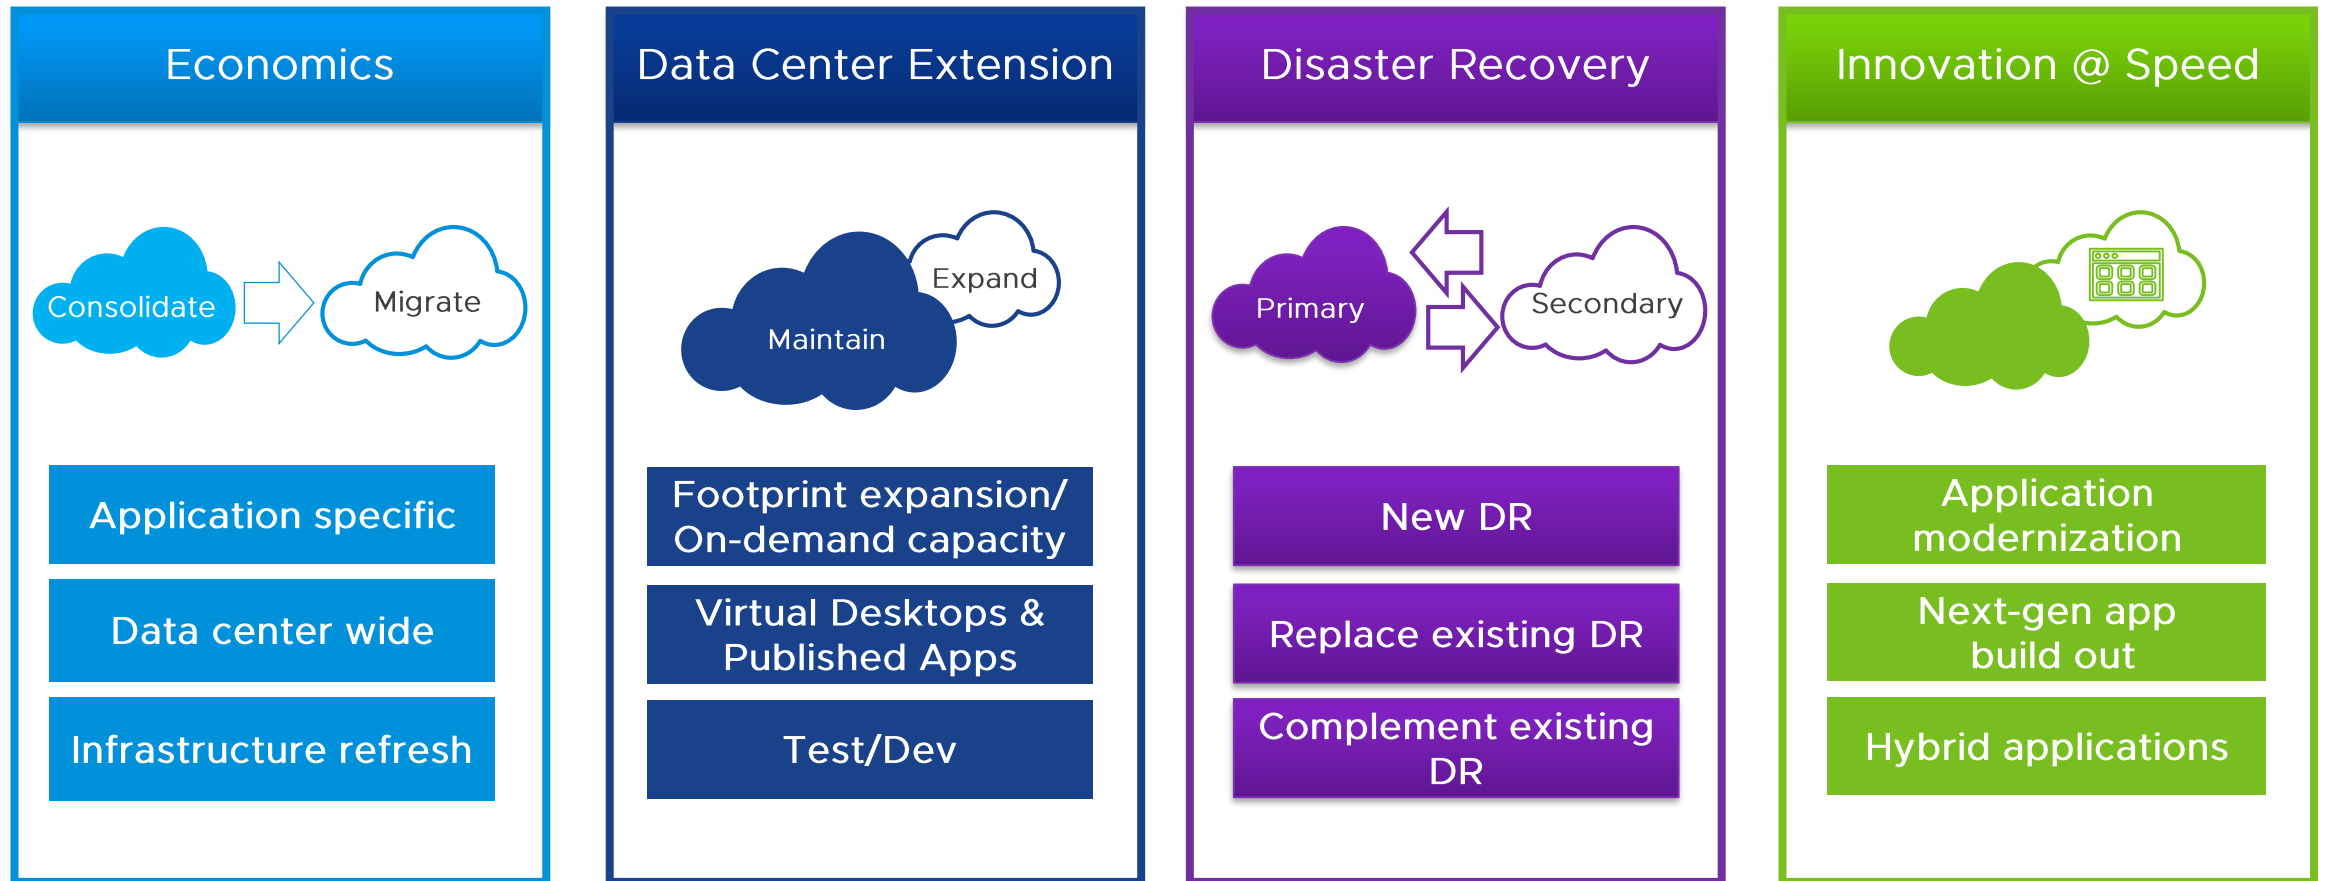 Economics
Consolidate
Migrate
Application specific
Data center wide
Infrastructure refresh
Data Center Extension
Maintain
Expand
Footprint expansion/
On-demand capacity
Virtual Desktops &
Published Apps
Test/Dev
Disaster Recovery
Primary
Secondary
New DR
Replace existing DR
Complement existing
DR
Innovation @ Speed
Application
modernization
Next-gen app
build out
Hybrid applications